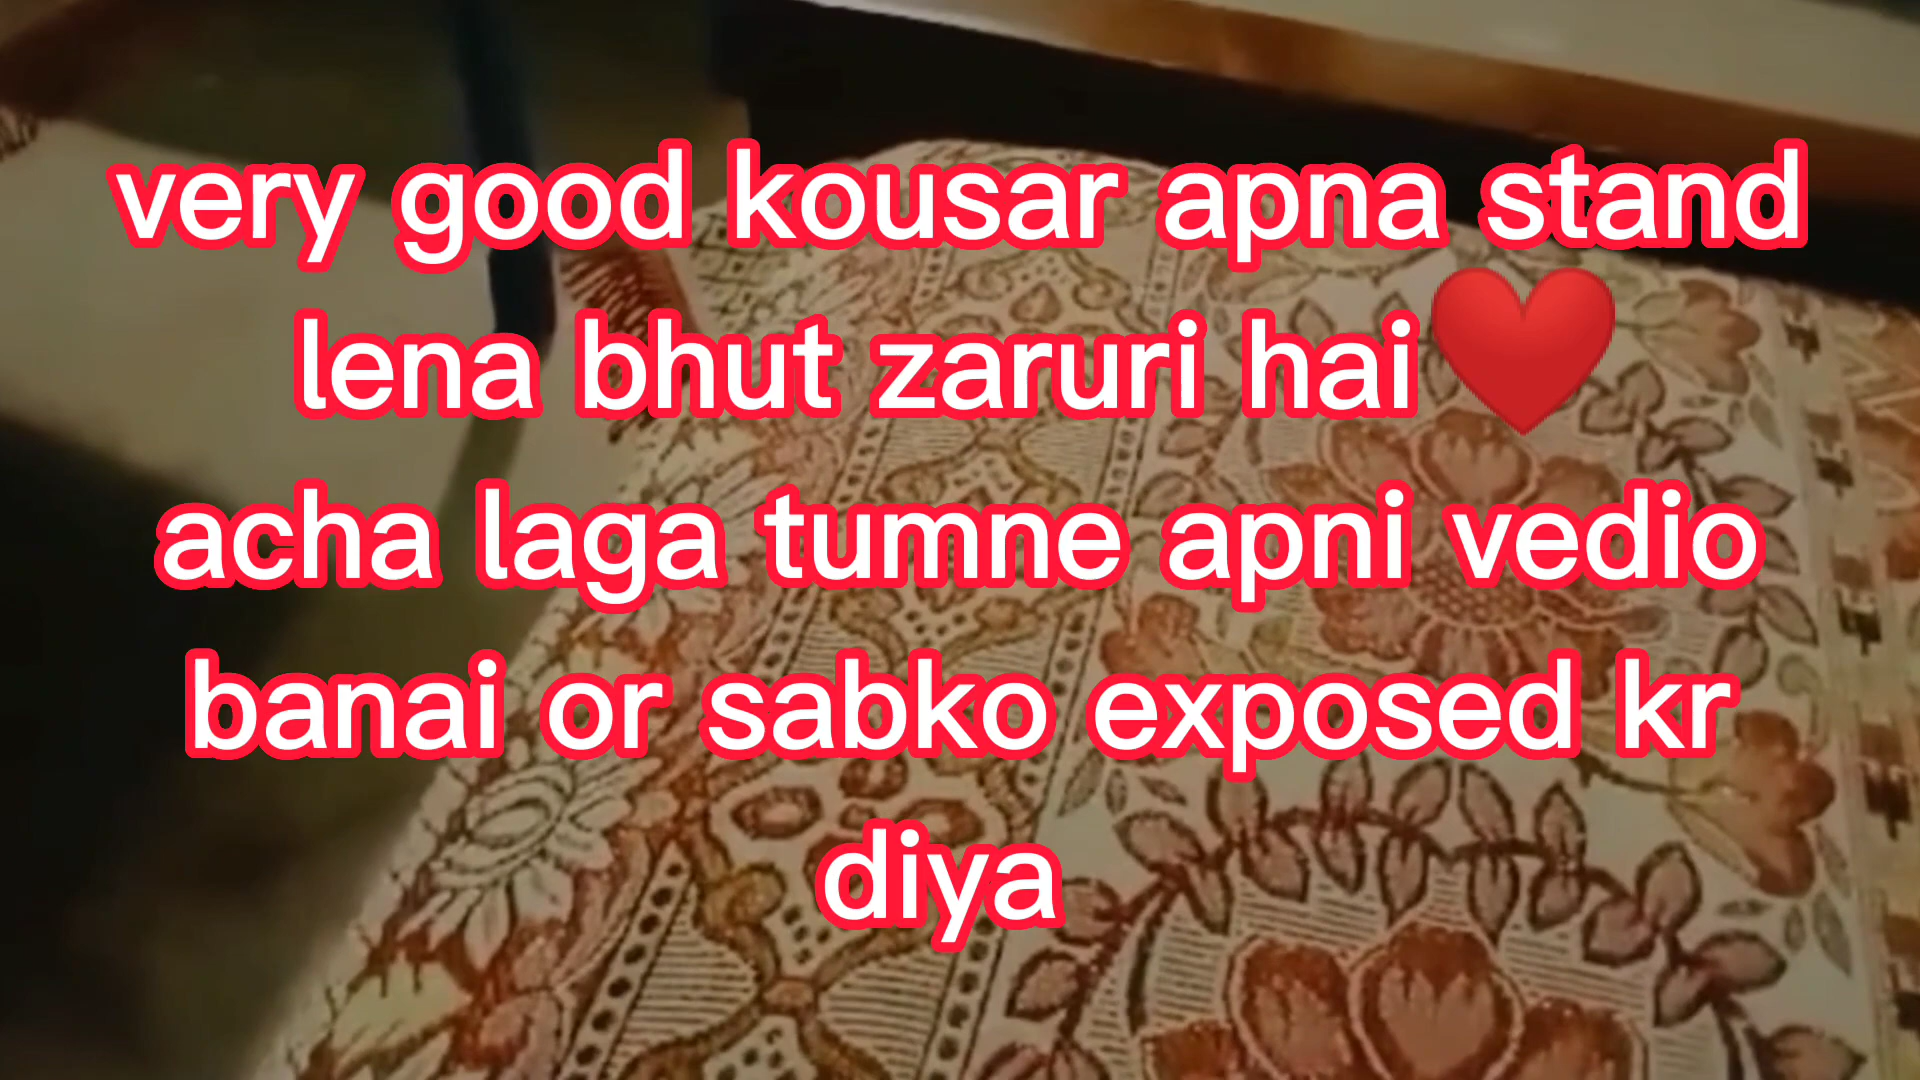 very good kousar apna stand
lena bhut zaruri hai❤️
acha laga tumne apni vedio
banai or sabko exposed kr
diya